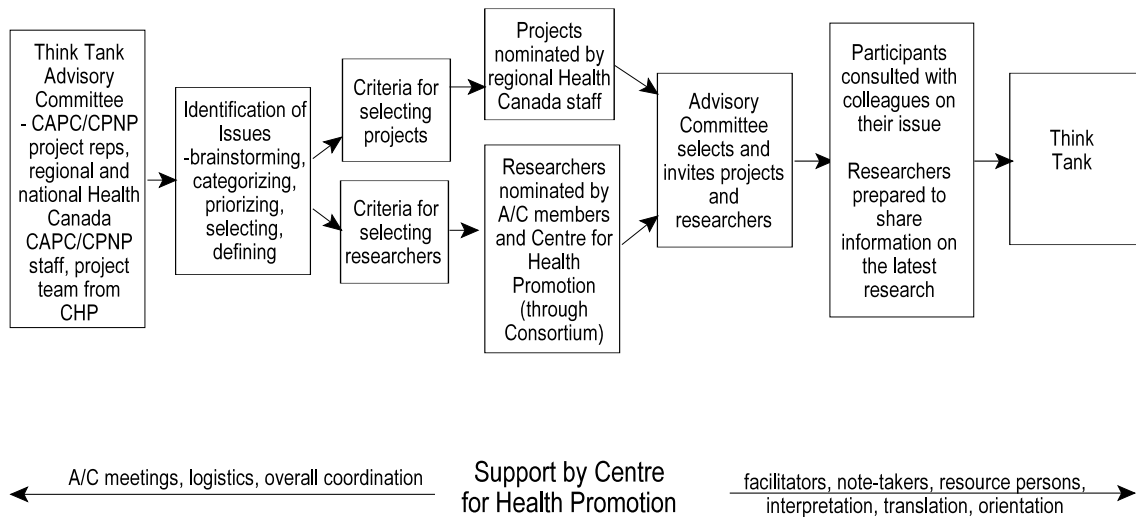 Think Tank
Advisory
Committee
- CAPC/CPNP
project reps,
regional and
national Health
Canada
CAPC/CPNP
staff, project
team from
CHP
Identification of
Issues
-brainstorming,
categorizing,
priorizing,
selecting,
defining
Criteria for
selecting
projects
Criteria for
selecting
researchers
Projects
nominated by
regional Health
Canada staff
Researchers
nominated by
A/C members
and Centre for
Health
Promotion
(through
Consortium)
Advisory
Committee
selects and
invites projects
and
researchers
Participants
consulted with
colleagues on
their issue
Researchers
prepared to
share
information on
the latest
research
Think
Tank
A/C meetings, logistics, overall coordination
Support by Centre
for Health Promotion
facilitators, note-takers, resource persons,
interpretation, translation, orientation